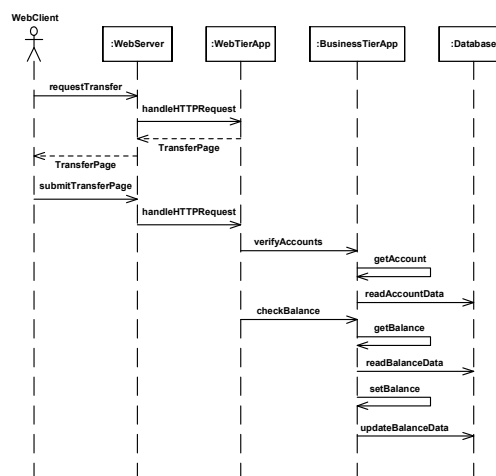 WebClient
:WebServer
:WebTierApp
:BusinessTierApp
:Database
requestTransfer
handleHTTPRequest
TransferPage
TransferPage
submitTransferPage
handleHTTPRequest
verifyAccounts
getAccount
readAccountData
checkBalance
getBalance
readBalanceData
setBalance
updateBalanceData